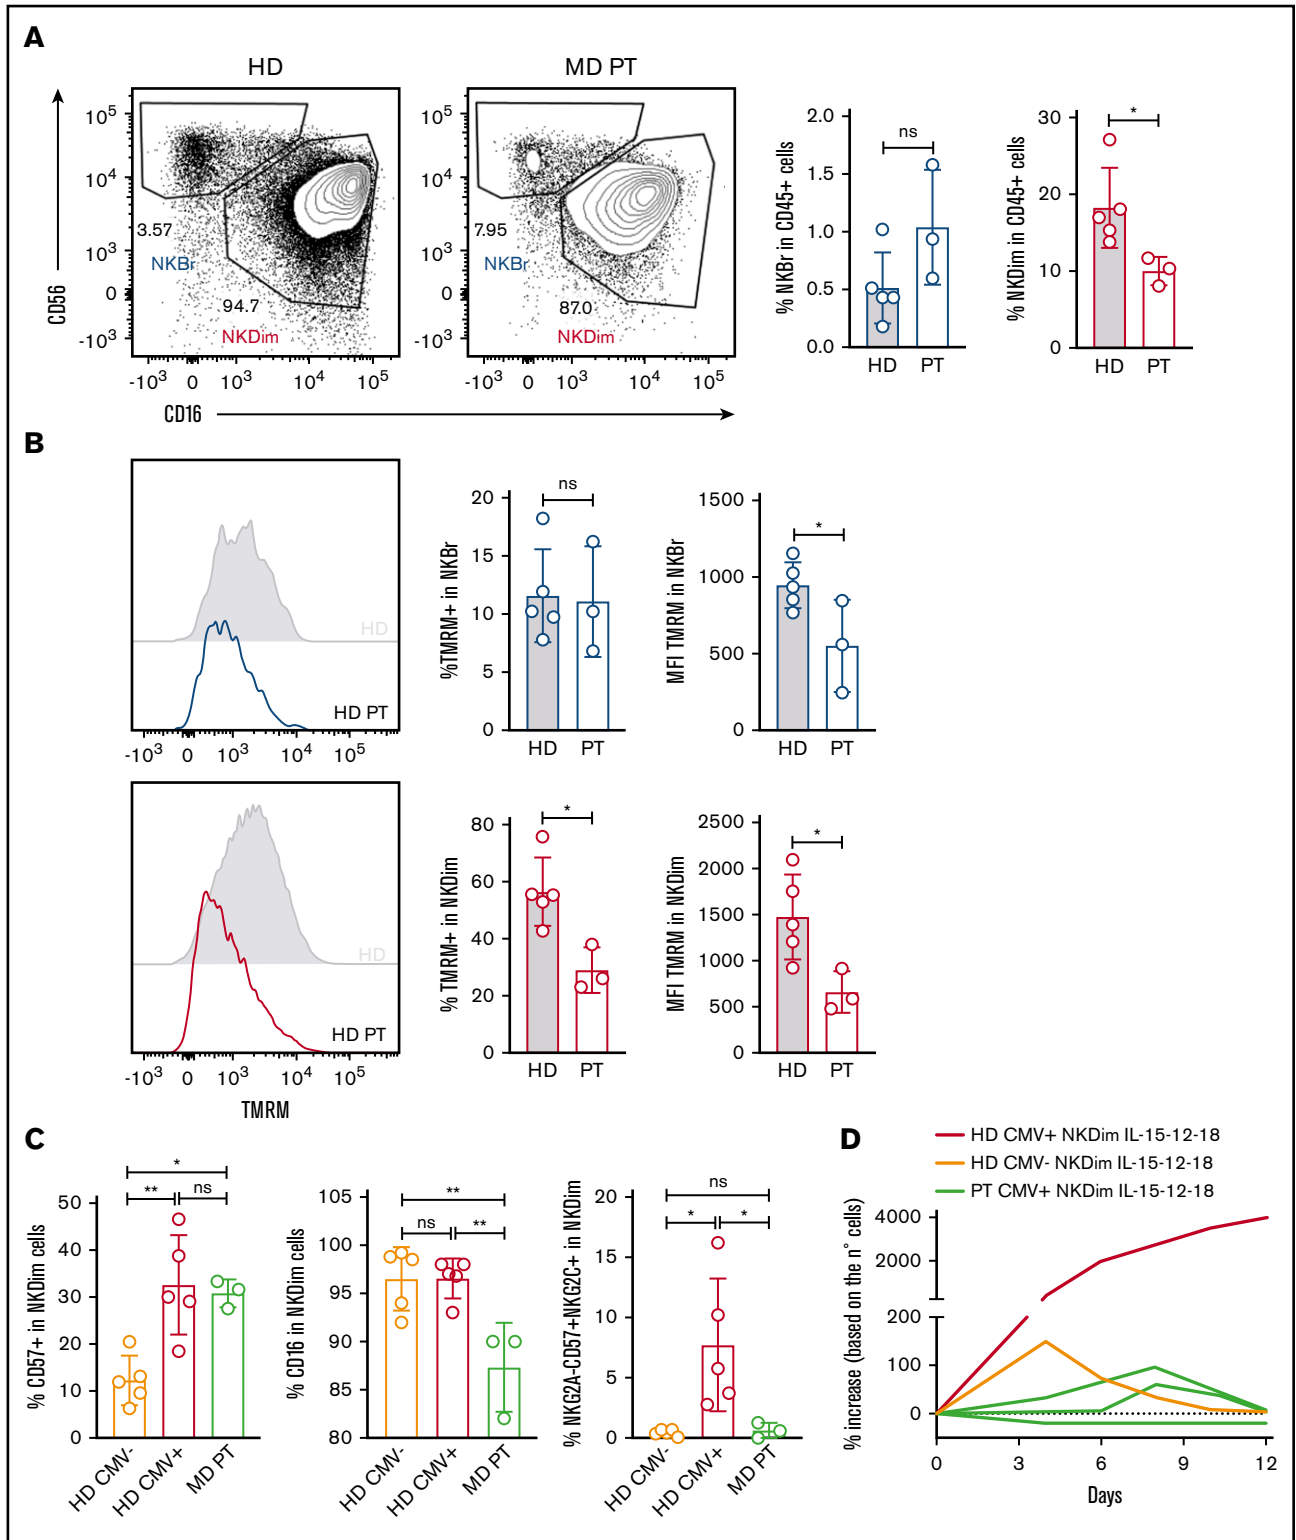 A
HD
MD PT
CD56
10⁵
10⁴
10³
0
-10³
3.57
NKBr
94.7
NKDim
7.95
NKBr
87.0
NKDim
-10³ 0 10³ 10⁴ 10⁵
-10³ 0 10³ 10⁴ 10⁵
CD16
% NKBr in CD45+ cells
2.0
1.5
1.0
0.5
0.0
ns
HD PT
% NKDim in CD45+ cells
30
20
10
0
*
HD PT
B
HD
HD PT
-10³ 0 10³ 10⁴ 10⁵
%TMRM+ in NKBr
20
15
10
5
0
ns
HD PT
MFI TMRM in NKBr
1500
1000
500
0
*
HD PT
HD
HD PT
-10³ 0 10³ 10⁴ 10⁵
TMRM
% TMRM+ in NKDim
80
60
40
20
0
*
HD PT
MFI TMRM in NKDim
2500
2000
1500
1000
500
0
*
HD PT
C
% CD57+ in NKDim cells
50
40
30
20
10
0
*
** ns
HD CMV- HD CMV+ MD PT
% CD16 in NKDim cells
105
100
95
90
85
80
**
ns **
HD CMV- HD CMV+ MD PT
% NKG2A-CD57+NKG2C+ in NKDim
20
15
10
5
0
ns
* *
HD CMV- HD CMV+ MD PT
D
HD CMV+ NKDim IL-15-12-18
HD CMV- NKDim IL-15-12-18
PT CMV+ NKDim IL-15-12-18
% increase (based on the n° cells)
4000
2000
200
100
0
0 3 6 9 12
Days